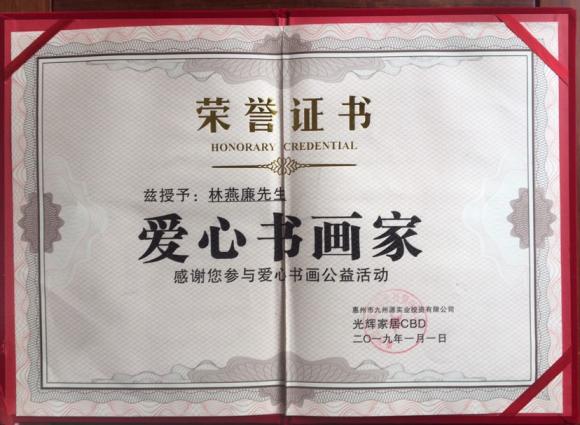 荣誉证书
HONORARY CREDENTIAL
兹授予：林燕廉先生
爱心书画家
感谢您参与爱心书画公益活动
惠州市九州源实业投资有限公司
光辉家居CBD
二〇一九年一月一日